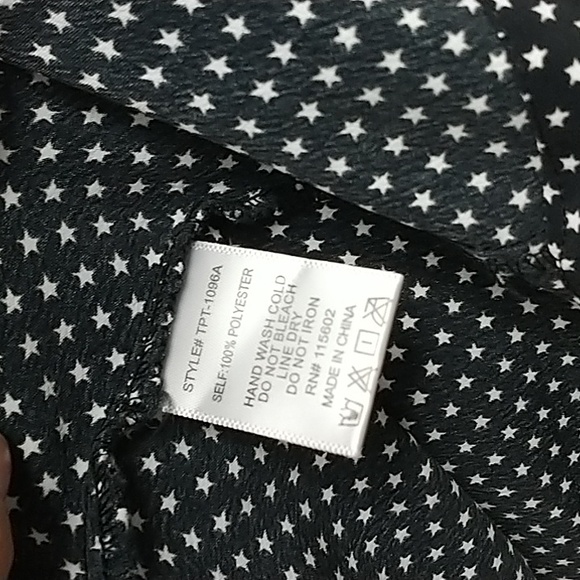 STYLE# TPT-1096A
SELF:100% POLYESTER
HAND WASH COLD
DO NOT BLEACH
LINE DRY
DO NOT IRON
RN# 115602
MADE IN CHINA